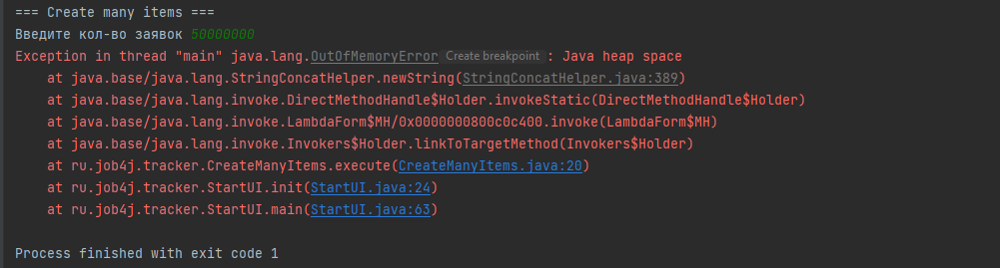 === Create many items ===
Введите кол-во заявок 50000000
Exception in thread "main" java.lang.OutOfMemoryError Create breakpoint : Java heap space
at java.base/java.lang.StringConcatHelper.newString(StringConcatHelper.java:389)
at java.base/java.lang.invoke.DirectMethodHandle$Holder.invokeStatic(DirectMethodHandle$Holder)
at java.base/java.lang.invoke.LambdaForm$MH/0x0000000800c0c400.invoke(LambdaForm$MH)
at java.base/java.lang.invoke.Invokers$Holder.linkToTargetMethod(Invokers$Holder)
at ru.job4j.tracker.CreateManyItems.execute(CreateManyItems.java:20)
at ru.job4j.tracker.StartUI.init(StartUI.java:24)
at ru.job4j.tracker.StartUI.main(StartUI.java:63)
Process finished with exit code 1